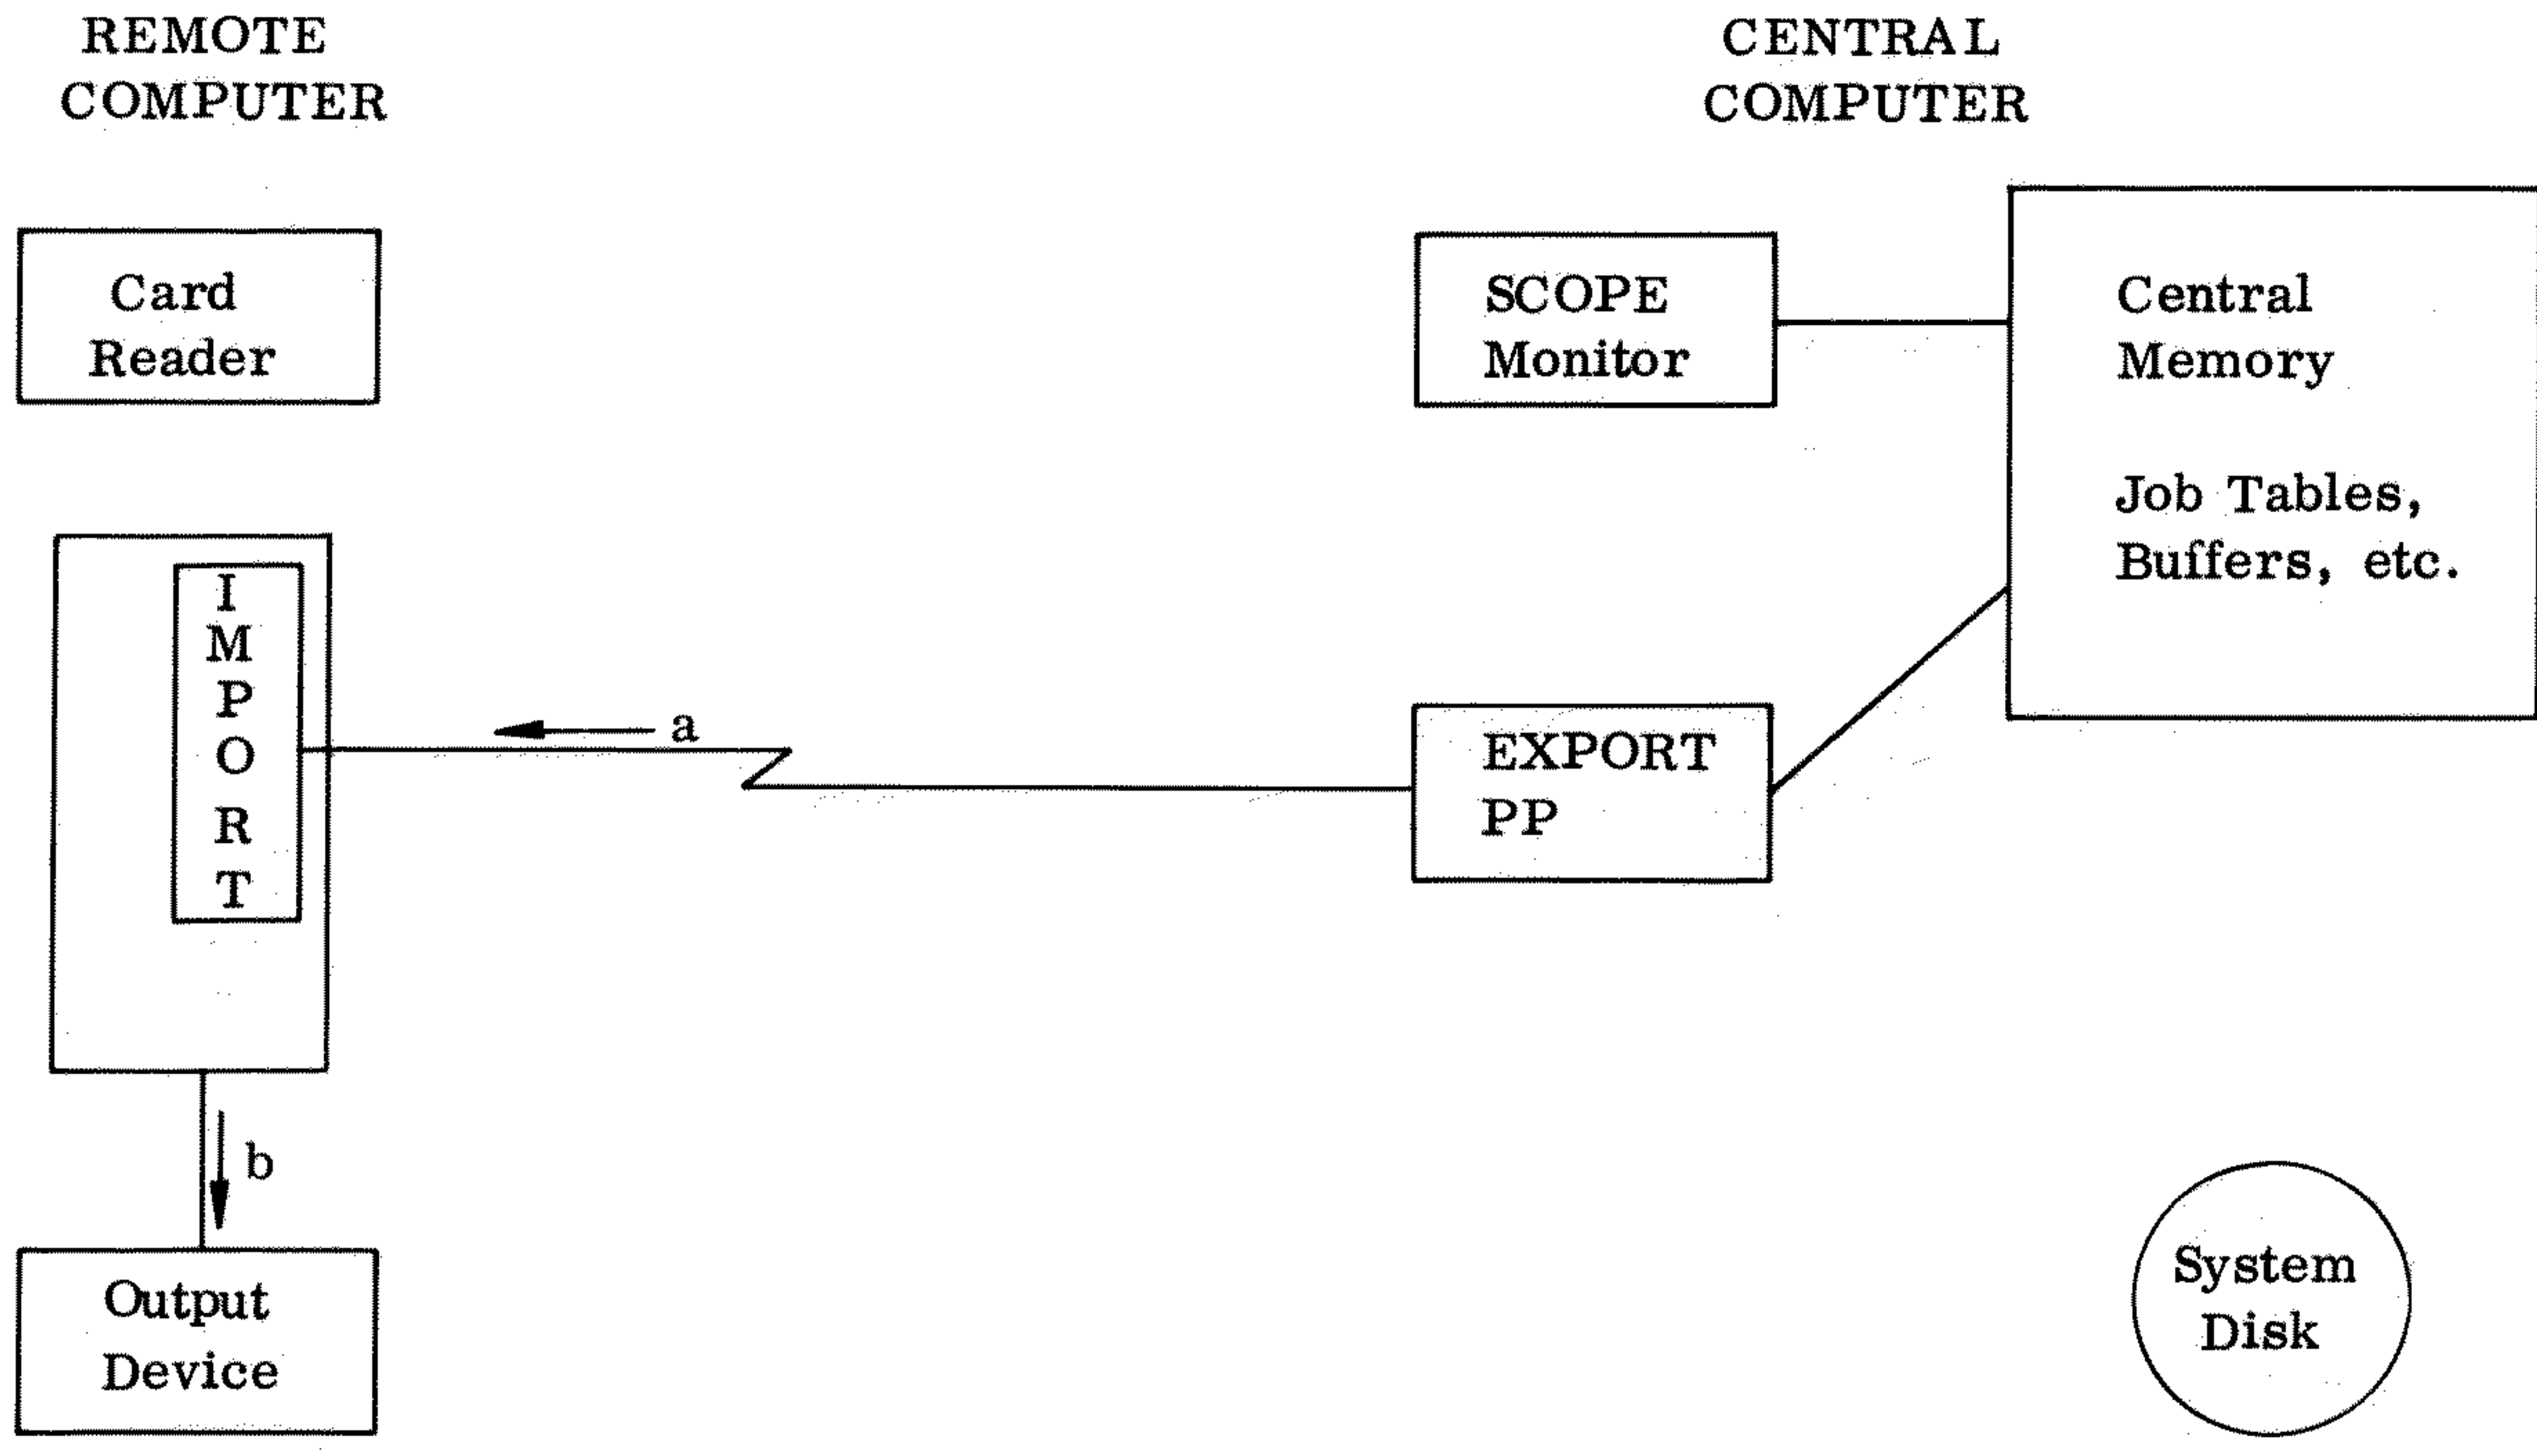 REMOTE
COMPUTER
CENTRAL
COMPUTER
Card
Reader
SCOPE
Monitor
Central
Memory
Job Tables,
Buffers, etc.
I
M
P
O
R
T
a
EXPORT
PP
b
Output
Device
System
Disk